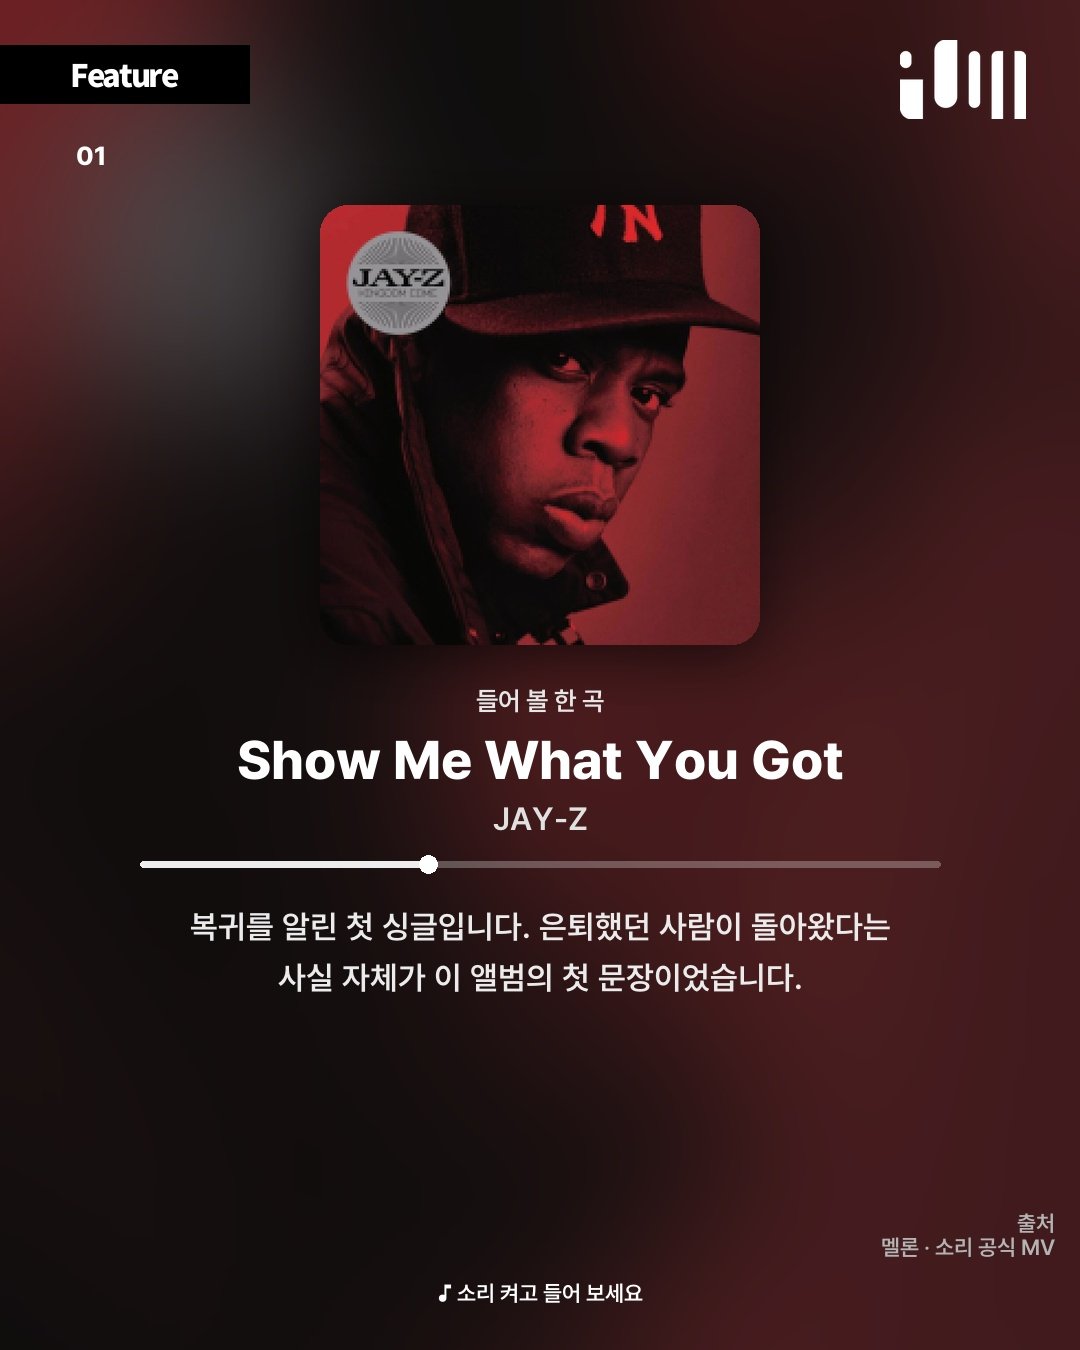 Feature
01
JAY-Z
KINGDOM COME
들어 볼 한 곡
Show Me What You Got
JAY-Z
복귀를 알린 첫 싱글입니다. 은퇴했던 사람이 돌아왔다는
사실 자체가 이 앨범의 첫 문장이었습니다.
출처
멜론 · 소리 공식 MV
♪ 소리 켜고 들어 보세요